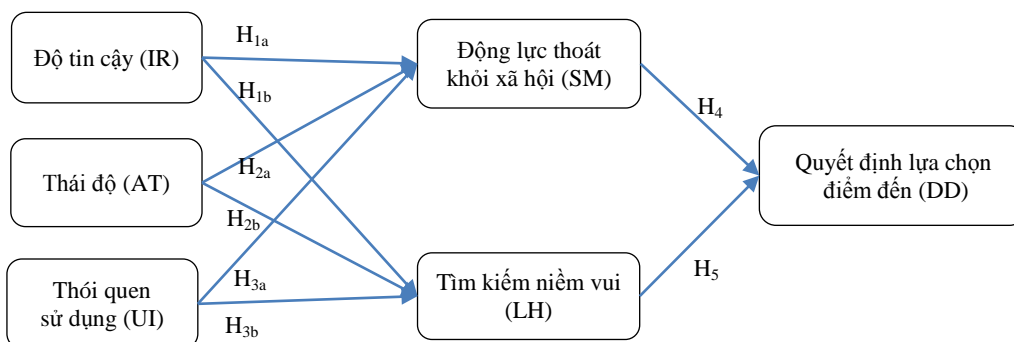 Độ tin cậy (IR)
Thái độ (AT)
Thói quen
sử dụng (UI)
H1a
H1b
H2a
H2b
H3a
H3b
Động lực thoát
khỏi xã hội (SM)
Tìm kiếm niềm vui
(LH)
H4
H5
Quyết định lựa chọn
điểm đến (DD)